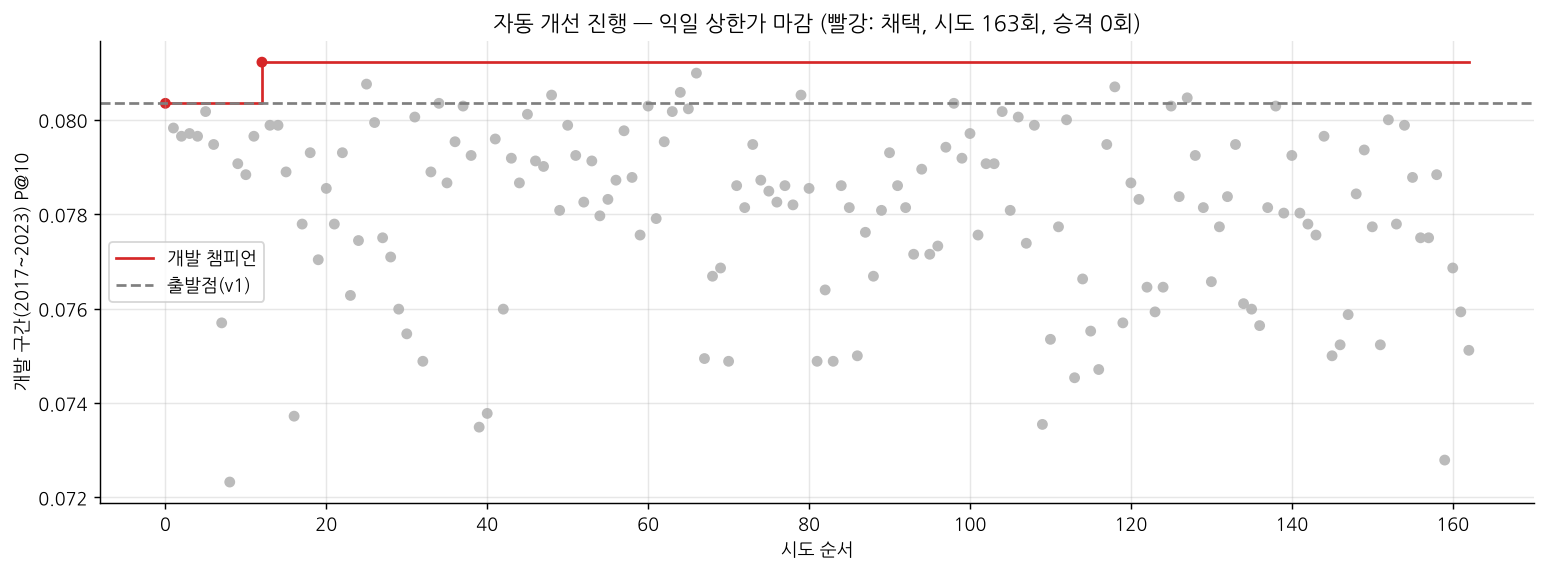 자동 개선 진행 — 익일 상한가 마감 (빨강: 채택, 시도 163회, 승격 0회)
개발 구간(2017~2023) P@10
0.080
0.078
0.076
0.074
0.072
개발 챔피언
출발점(v1)
0 20 40 60 80 100 120 140 160
시도 순서